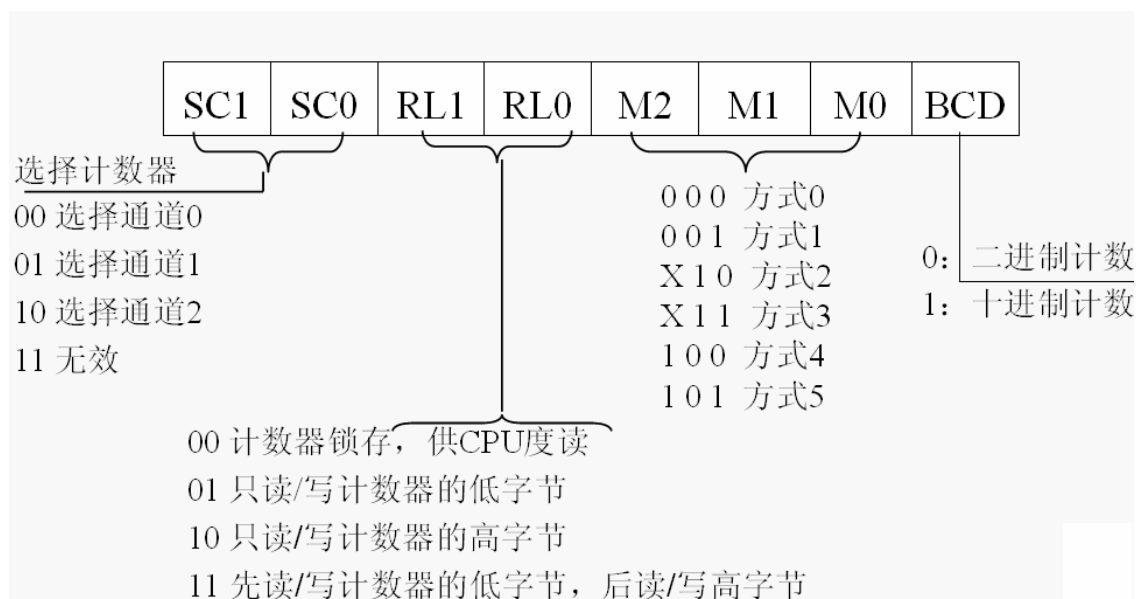 SC1 SC0 RL1 RL0 M2 M1 M0 BCD
选择计数器
00 选择通道0
01 选择通道1
10 选择通道2
11 无效
0 0 0 方式0
0 0 1 方式1
X 1 0 方式2
X 1 1 方式3
1 0 0 方式4
1 0 1 方式5
0：二进制计数
1：十进制计数
00 计数器锁存，供CPU度读
01 只读/写计数器的低字节
10 只读/写计数器的高字节
11 先读/写计数器的低字节，后读/写高字节